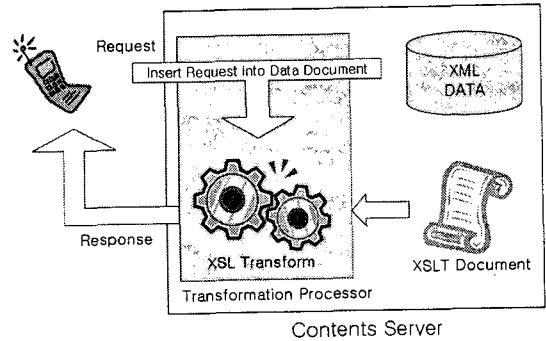 Request
Insert Request into Data Document
XML
DATA
Response
XSL Transform
XSLT Document
Transformation Processor
Contents Server